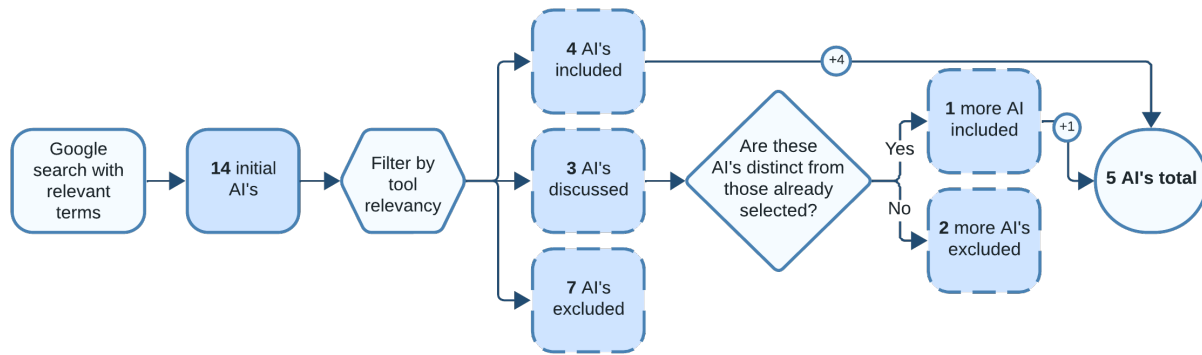 Google
search with
relevant
terms
14 initial
AI's
Filter by
tool
relevancy
4 AI's
included
3 AI's
discussed
7 AI's
excluded
Are these
AI's distinct from
those already
selected?
Yes
No
1 more AI
included
2 more AI's
excluded
+4
+1
5 AI's total